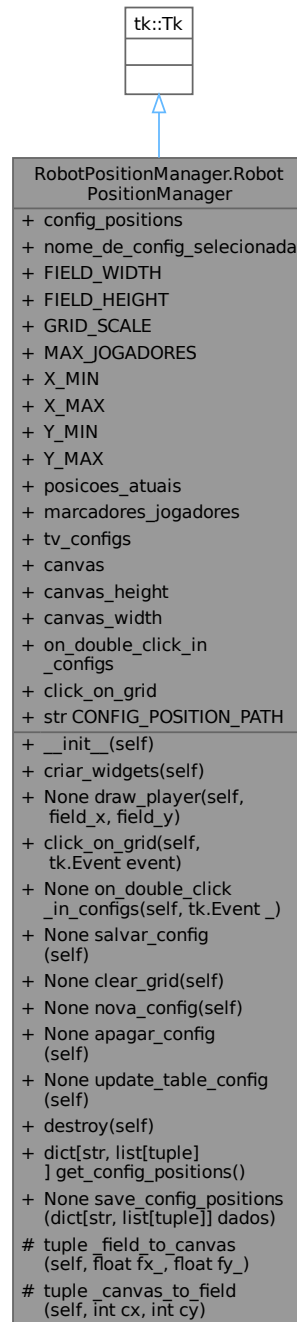 tk::Tk
RobotPositionManager.Robot
PositionManager
+ config_positions
+ nome_de_config_selecionada
+ FIELD_WIDTH
+ FIELD_HEIGHT
+ GRID_SCALE
+ MAX_JOGADORES
+ X_MIN
+ X_MAX
+ Y_MIN
+ Y_MAX
+ posicoes_atuais
+ marcadores_jogadores
+ tv_configs
+ canvas
+ canvas_height
+ canvas_width
+ on_double_click_in
_configs
+ click_on_grid
+ str CONFIG_POSITION_PATH
+ __init__(self)
+ criar_widgets(self)
+ None draw_player(self,
field_x, field_y)
+ click_on_grid(self,
tk.Event event)
+ None on_double_click
_in_configs(self, tk.Event _)
+ None salvar_config
(self)
+ None clear_grid(self)
+ None nova_config(self)
+ None apagar_config
(self)
+ None update_table_config
(self)
+ destroy(self)
+ dict[str, list[tuple]
] get_config_positions()
+ None save_config_positions
(dict[str, list[tuple]] dados)
# tuple _field_to_canvas
(self, float fx_, float fy_)
# tuple _canvas_to_field
(self, int cx, int cy)